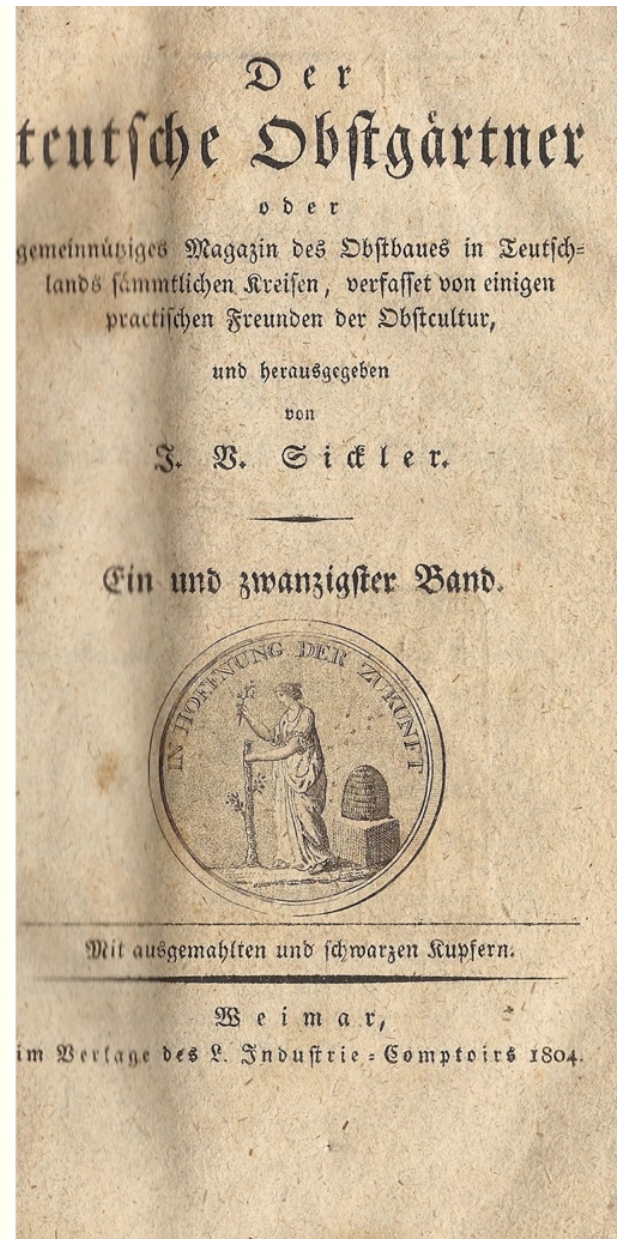 Der
teutsche Obstgärtner
oder
gemeinnütziges Magazin des Obstbaues in Teutsch-
lands sämmtlichen Kreisen, verfasset von einigen
practischen Freunden der Obstcultur,
und herausgegeben
von
J. V. Sickler.
Ein und zwanzigster Band.
IN HOFFNUNG DER ZUKUNFT
Mit ausgemahlten und schwarzen Kupfern.
Weimar,
im Verlage des L. Industrie-Comptoirs 1804.